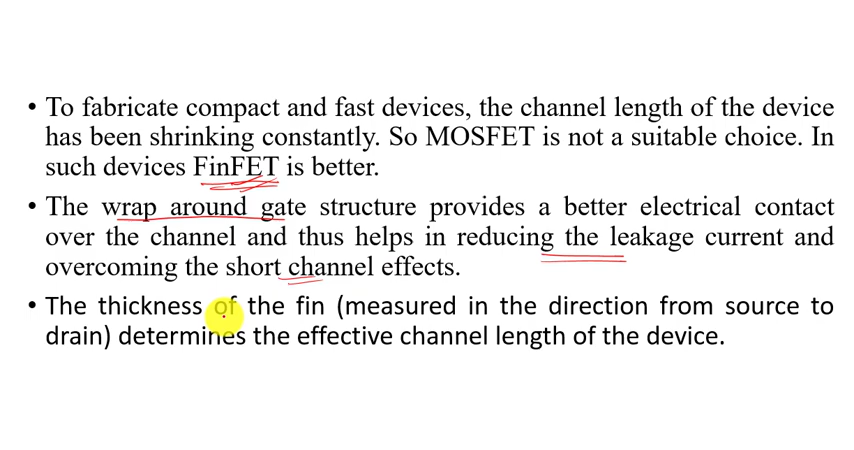 • To fabricate compact and fast devices, the channel length of the device
has been shrinking constantly. So MOSFET is not a suitable choice. In
such devices FinFET is better.
• The wrap around gate structure provides a better electrical contact
over the channel and thus helps in reducing the leakage current and
overcoming the short channel effects.
• The thickness of the fin (measured in the direction from source to
drain) determines the effective channel length of the device.